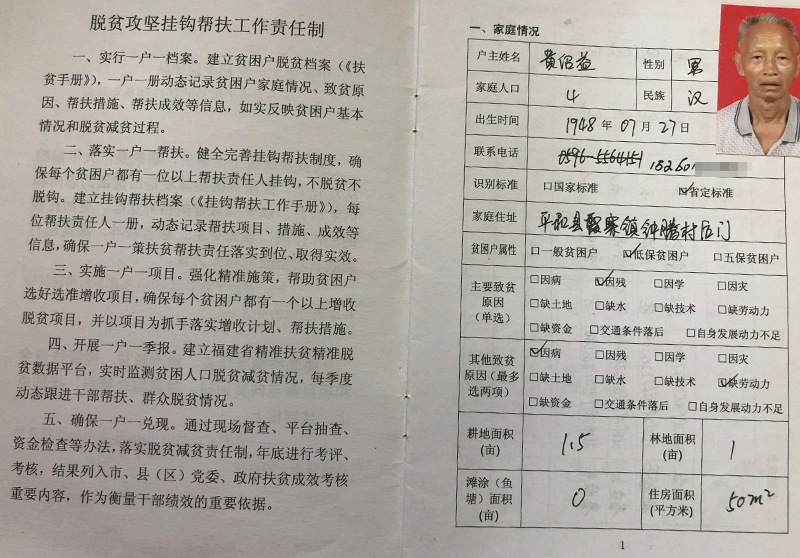 脱贫攻坚挂钩帮扶工作责任制
一、实行一户一档案。建立贫困户脱贫档案（《扶
贫手册》），一户一册动态记录贫困户家庭情况、致贫原
因、帮扶措施、帮扶成效等信息，如实反映贫困户基本
情况和脱贫减贫过程。
二、落实一户一帮扶。健全完善挂钩帮扶制度，确
保每个贫困户都有一位以上帮扶责任人挂钩，不脱贫不
脱钩。建立挂钩帮扶档案（《挂钩帮扶工作手册》），每
位帮扶责任人一册，动态记录帮扶项目、措施、成效等
信息，确保一户一策扶贫帮扶责任落实到位、取得实效。
三、实施一户一项目。强化精准施策，帮助贫困户
选好选准增收项目，确保每个贫困户都有一个以上增收
脱贫项目，并以项目为抓手落实增收计划、帮扶措施。
四、开展一户一季报。建立福建省精准扶贫精准脱
贫数据平台，实时监测贫困人口脱贫减贫情况，每季度
动态跟进干部帮扶、群众脱贫情况。
五、确保一户一兑现。通过现场督查、平台抽查、
资金检查等办法，落实脱贫减贫责任制，年底进行考评、
考核，结果列入市、县（区）党委、政府扶贫成效考核
重要内容，作为衡量干部绩效的重要依据。
一、家庭情况
户主姓名 黄绍益 性别 男
家庭人口 4 民族 汉
出生时间 1948年07月27日
联系电话 0596-5564151 18260
识别标准 □国家标准 ☑省定标准
家庭住址 平和县霞寨镇钟腾村后门
贫困户属性 □一般贫困户 ☑低保贫困户 □五保贫困户
主要致贫
原因
（单选）
□因病 ☑因残 □因学 □因灾
□缺土地 □缺水 □缺技术 □缺劳动力
□缺资金 □交通条件落后 □自身发展动力不足
其他致贫
原因（最多
选两项）
☑因病 □因残 □因学 □因灾
□缺土地 □缺水 □缺技术 ☑缺劳动力
□缺资金 □交通条件落后 □自身发展动力不足
耕地面积
（亩）
1.5
林地面积
（亩）
1
滩涂（鱼
塘）面积
（亩）
0
住房面积
（平方米）
50m²
1